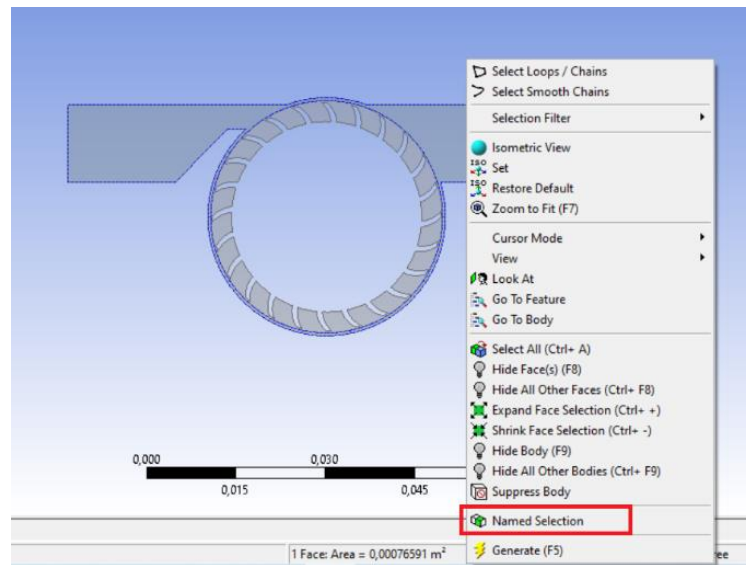 Select Loops / Chains
Select Smooth Chains
Selection Filter
Isometric View
ISO
Set
ISO
Restore Default
Zoom to Fit (F7)
Cursor Mode
View
Look At
Go To Feature
Go To Body
Select All (Ctrl+ A)
Hide Face(s) (F8)
Hide All Other Faces (Ctrl+ F8)
Expand Face Selection (Ctrl+ +)
Shrink Face Selection (Ctrl+ -)
Hide Body (F9)
Hide All Other Bodies (Ctrl+ F9)
Suppress Body
Named Selection
Generate (F5)
0,000
0,030
0,015
0,045
1 Face: Area = 0,00076591 m²
ee